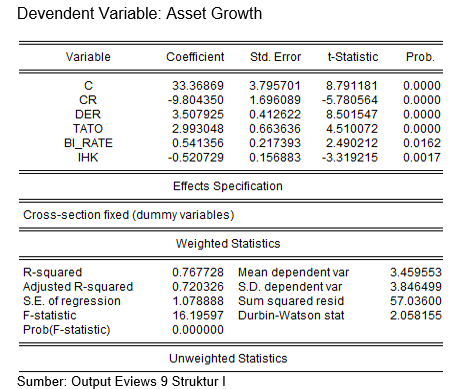 Devendent Variable: Asset Growth
Variable Coefficient Std. Error t-Statistic Prob.
C 33.36869 3.795701 8.791181 0.0000
CR -9.804350 1.696089 -5.780564 0.0000
DER 3.507925 0.412622 8.501547 0.0000
TATO 2.993048 0.663636 4.510072 0.0000
BI_RATE 0.541356 0.217393 2.490212 0.0162
IHK -0.520729 0.156883 -3.319215 0.0017
Effects Specification
Cross-section fixed (dummy variables)
Weighted Statistics
R-squared 0.767728 Mean dependent var 3.459553
Adjusted R-squared 0.720326 S.D. dependent var 3.846499
S.E. of regression 1.078888 Sum squared resid 57.03600
F-statistic 16.19597 Durbin-Watson stat 2.058155
Prob(F-statistic) 0.000000
Unweighted Statistics
Sumber: Output Eviews 9 Struktur I